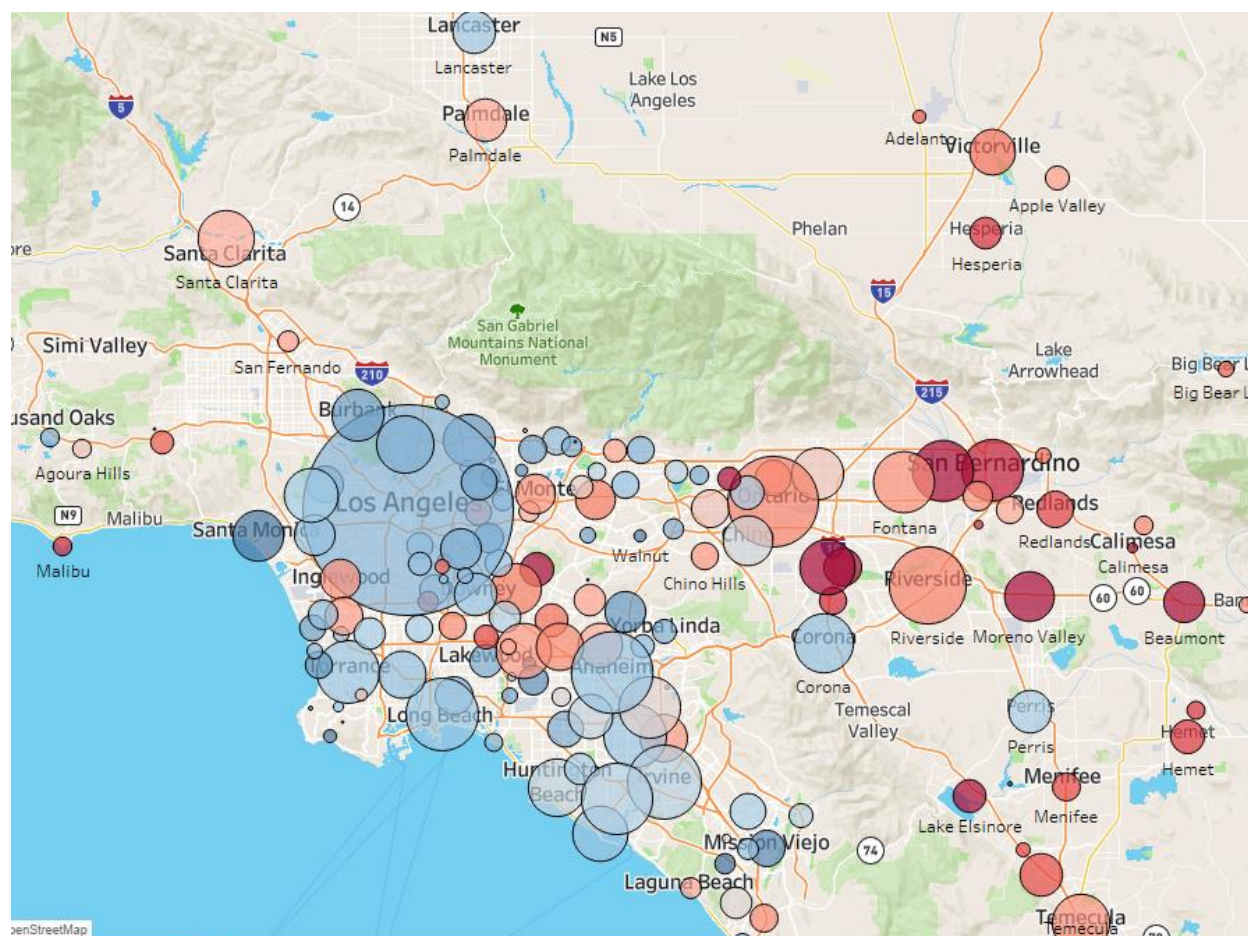 Lancaster
N5
Lancaster
Lake Los
Angeles
5
Palmdale
Palmdale
Adelanto
Victorville
14
Apple Valley
Phelan
Hesperia
Hesperia
Santa Clarita
Santa Clarita
15
San Gabriel
Mountains National
Monument
Simi Valley
San Fernando
210
Lake
Arrowhead
215
Big Bear L
Big Bear L
Burbank
usand Oaks
Agoura Hills
San Bernardino
Los Angeles
Monte
Ontario
Redlands
N9
Malibu
Santa Monica
Fontana
Redlands
Chino
Calimesa
Walnut
Calimesa
Malibu
Chino Hills
Inglewood
Downey
Riverside
60
60
Riverside
Moreno Valley
Beaumont
Yorba Linda
Corona
Lakewood
Torrance
Anaheim
Corona
Perris
Long Beach
Temescal
Valley
Perris
Hemet
Hemet
Huntington
Beach
Irvine
Menifee
Menifee
Lake Elsinore
Mission Viejo
74
Laguna Beach
Temecula
Temecula
penStreetMap